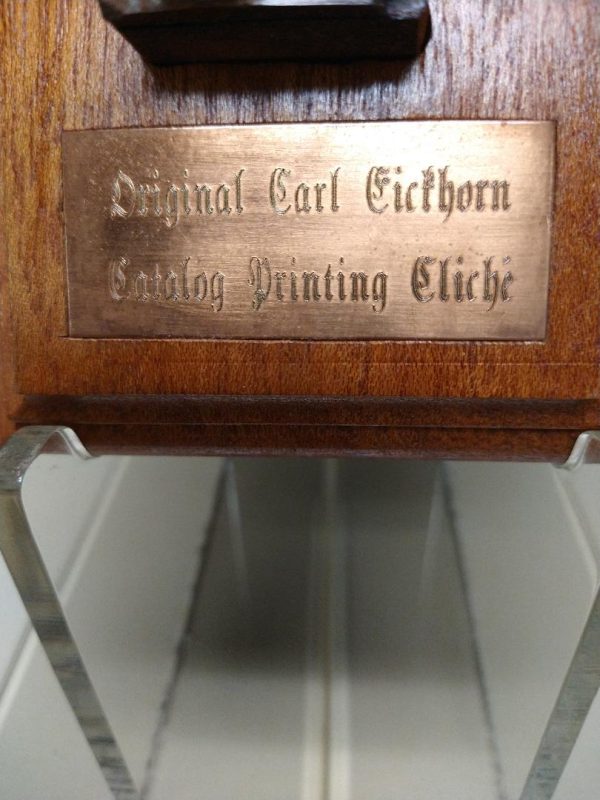 Original Carl Eickhorn
Catalog Printing Cliché